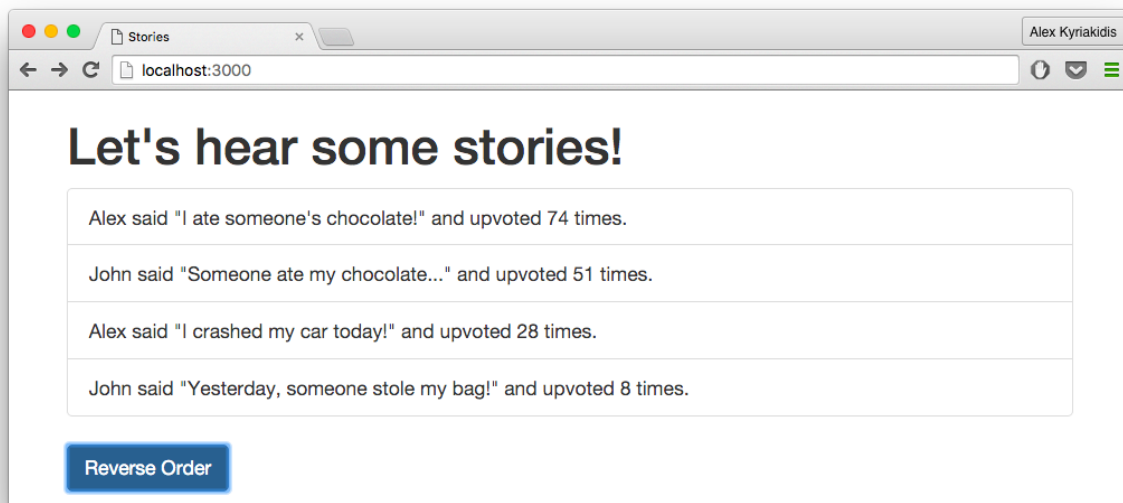 Stories
Alex Kyriakidis
localhost:3000
Let's hear some stories!
Alex said "I ate someone's chocolate!" and upvoted 74 times.
John said "Someone ate my chocolate..." and upvoted 51 times.
Alex said "I crashed my car today!" and upvoted 28 times.
John said "Yesterday, someone stole my bag!" and upvoted 8 times.
Reverse Order